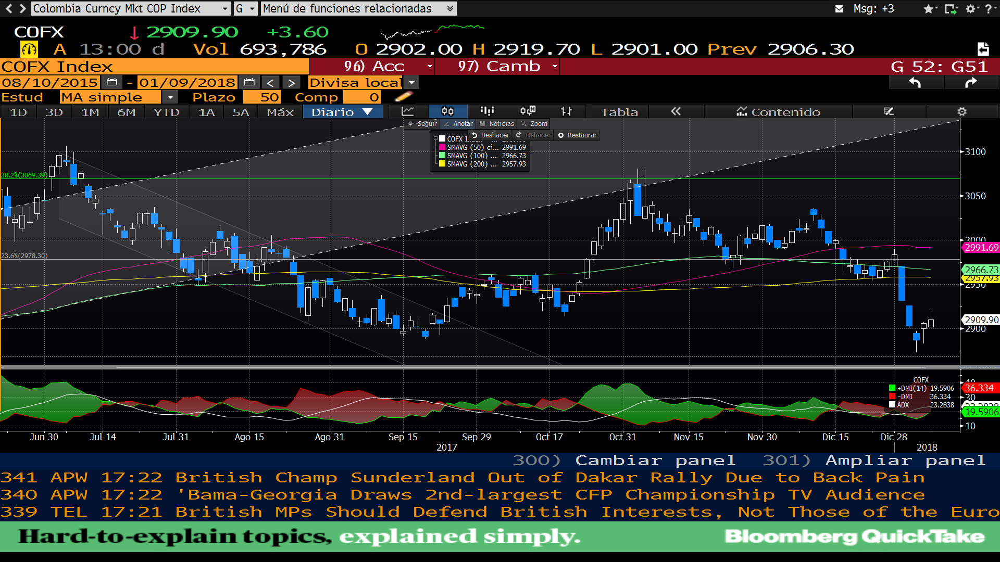 Colombia Curncy Mkt COP Index G Menú de funciones relacionadas Msg: +3
COFX ↓ 2909.90 +3.60
A 13:00 d Vol 693,786 O 2902.00 H 2919.70 L 2901.00 Prev 2906.30
COFX Index 96) Acc 97) Camb G 52: G51
08/10/2015 - 01/09/2018 < > Divisa local
Estud MA simple Plazo 50 Comp 0
1D 3D 1M 6M YTD 1A 5A Máx Diario ▼ Tabla « Contenido
Seguir Anotar Noticias Zoom
Deshacer Rehacer Restaurar
COFX
SMAVG (50) ci... 2991.69
SMAVG (100) ... 2966.73
SMAVG (200) ... 2957.93
38.2%(3069.39)
23.6%(2978.30)
3100
3050
3000
2991.69
2966.73
2957.93
2950
2909.90
2900
COFX
+DMI(14) 19.5906
-DMI 36.334
ADX 23.2838
40
36.334
30
19.5906
10
Jun 30 Jul 14 Jul 31 Ago 15 Ago 31 Sep 15 Sep 29 Oct 17 Oct 31 Nov 15 Nov 30 Dic 15 Dic 28
2017 2018
300) Cambiar panel 301) Ampliar panel
341 APW 17:22 British Champ Sunderland Out of Dakar Rally Due to Back Pain
340 APW 17:22 'Bama-Georgia Draws 2nd-largest CFP Championship TV Audience
339 TEL 17:21 British MPs Should Defend British Interests, Not Those of the Euro
Hard-to-explain topics, explained simply. Bloomberg QuickTake